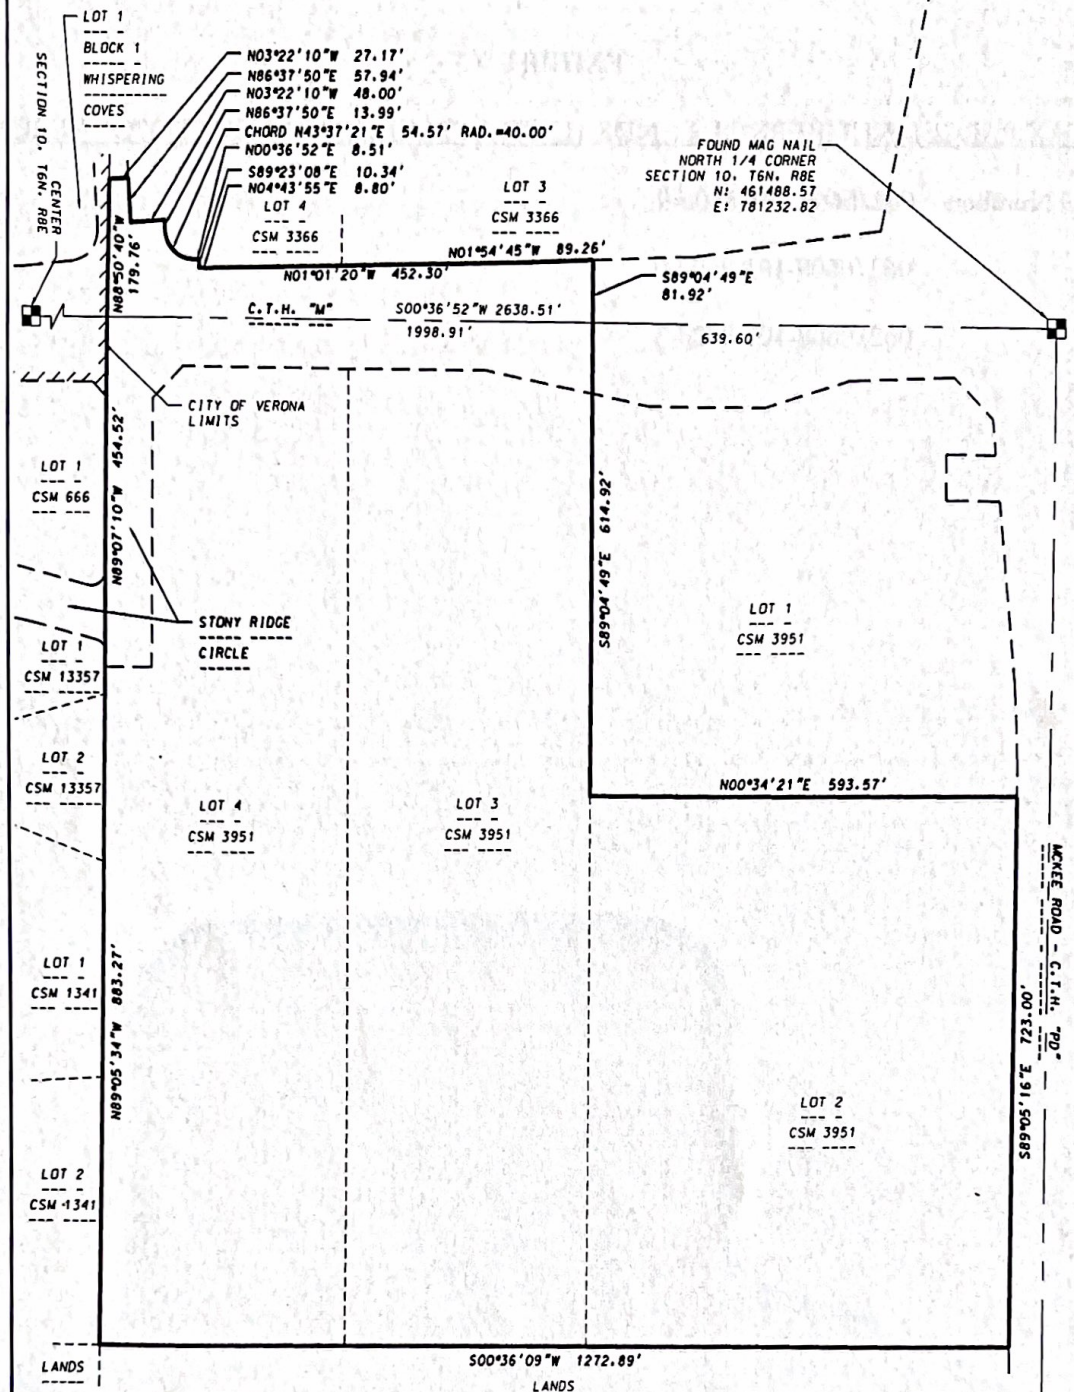 LOT 1
BLOCK 1
WHISPERING
COVES
SECTION 10, T6N, R8E
CENTER
N03°22'10"W 27.17'
N86°37'50"E 57.94'
N03°22'10"W 48.00'
N86°37'50"E 13.99'
CHORD N43°37'21"E 54.57' RAD.=40.00'
N00°36'52"E 8.51'
S89°23'08"E 10.34'
N04°43'55"E 8.80'
LOT 4
CSM 3366
LOT 3
CSM 3366
FOUND MAG NAIL
NORTH 1/4 CORNER
SECTION 10, T6N, R8E
N: 461488.57
E: 781232.82
N88°50'40"W
179.76'
N01°01'20"W 452.30'
N01°54'45"W 89.26'
S89°04'49"E
81.92'
C.T.H. "M"
S00°36'52"W 2638.51'
1998.91'
639.60'
CITY OF VERONA
LIMITS
N89°07'10"W 454.52'
LOT 1
CSM 666
STONY RIDGE
CIRCLE
S89°04'49"E 614.92'
LOT 1
CSM 3951
LOT 1
CSM 13357
LOT 2
CSM 13357
N00°34'21"E 593.57'
LOT 4
CSM 3951
LOT 3
CSM 3951
MCKEE ROAD - C.T.H. "PD"
LOT 1
CSM 1341
N89°05'34"W 883.27'
S89°05'16"E 723.00'
LOT 2
CSM 3951
LOT 2
CSM 1341
LANDS
S00°36'09"W 1272.89'
LANDS